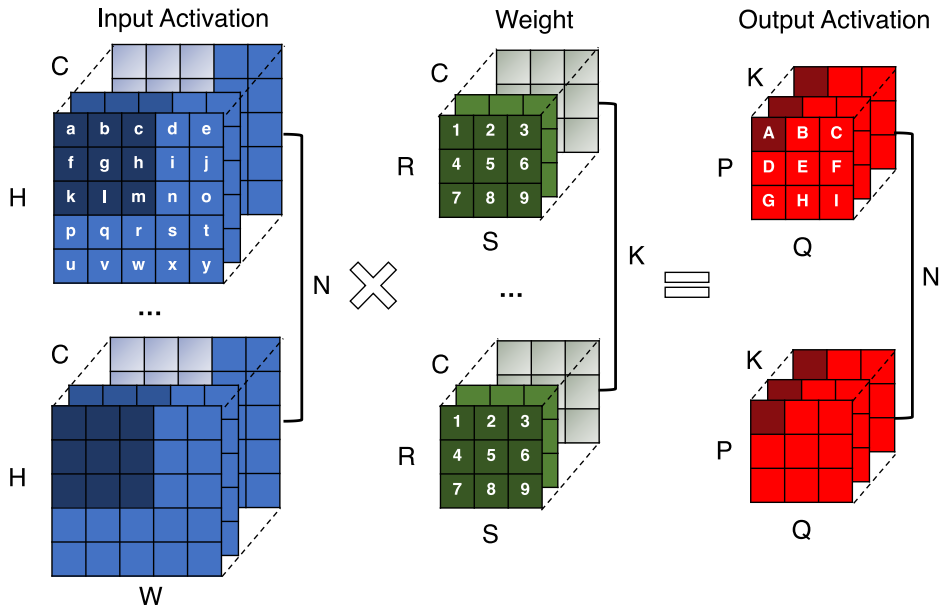 Input Activation
Weight
Output Activation
C
C
K
a b c d e
f g h i j
k l m n o
p q r s t
u v w x y
H
N
...
1 2 3
4 5 6
7 8 9
R
S
K
...
A B C
D E F
G H I
P
Q
N
C
H
W
C
1 2 3
4 5 6
7 8 9
R
S
K
P
Q